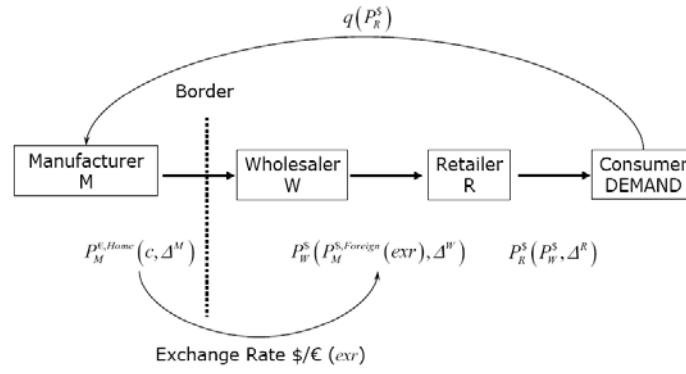 q(P_R^$)
Border
Manufacturer
M
Wholesaler
W
Retailer
R
Consumer
DEMAND
P_M^{€,Home}(c, Δ^M)
P_W^$(P_M^{$,Foreign}(exr), Δ^W)
P_R^$(P_W^$, Δ^R)
Exchange Rate $/€ (exr)